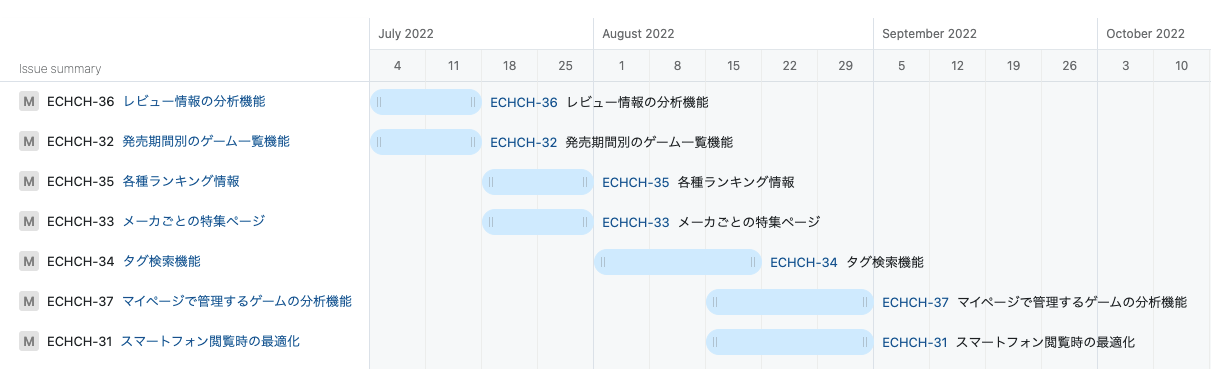 July 2022 August 2022 September 2022 October 2022
Issue summary 4 11 18 25 1 8 15 22 29 5 12 19 26 3 10
M ECHCH-36 レビュー情報の分析機能 ECHCH-36 レビュー情報の分析機能
M ECHCH-32 発売期間別のゲーム一覧機能 ECHCH-32 発売期間別のゲーム一覧機能
M ECHCH-35 各種ランキング情報 ECHCH-35 各種ランキング情報
M ECHCH-33 メーカごとの特集ページ ECHCH-33 メーカごとの特集ページ
M ECHCH-34 タグ検索機能 ECHCH-34 タグ検索機能
M ECHCH-37 マイページで管理するゲームの分析機能 ECHCH-37 マイページで管理するゲームの分析機能
M ECHCH-31 スマートフォン閲覧時の最適化 ECHCH-31 スマートフォン閲覧時の最適化